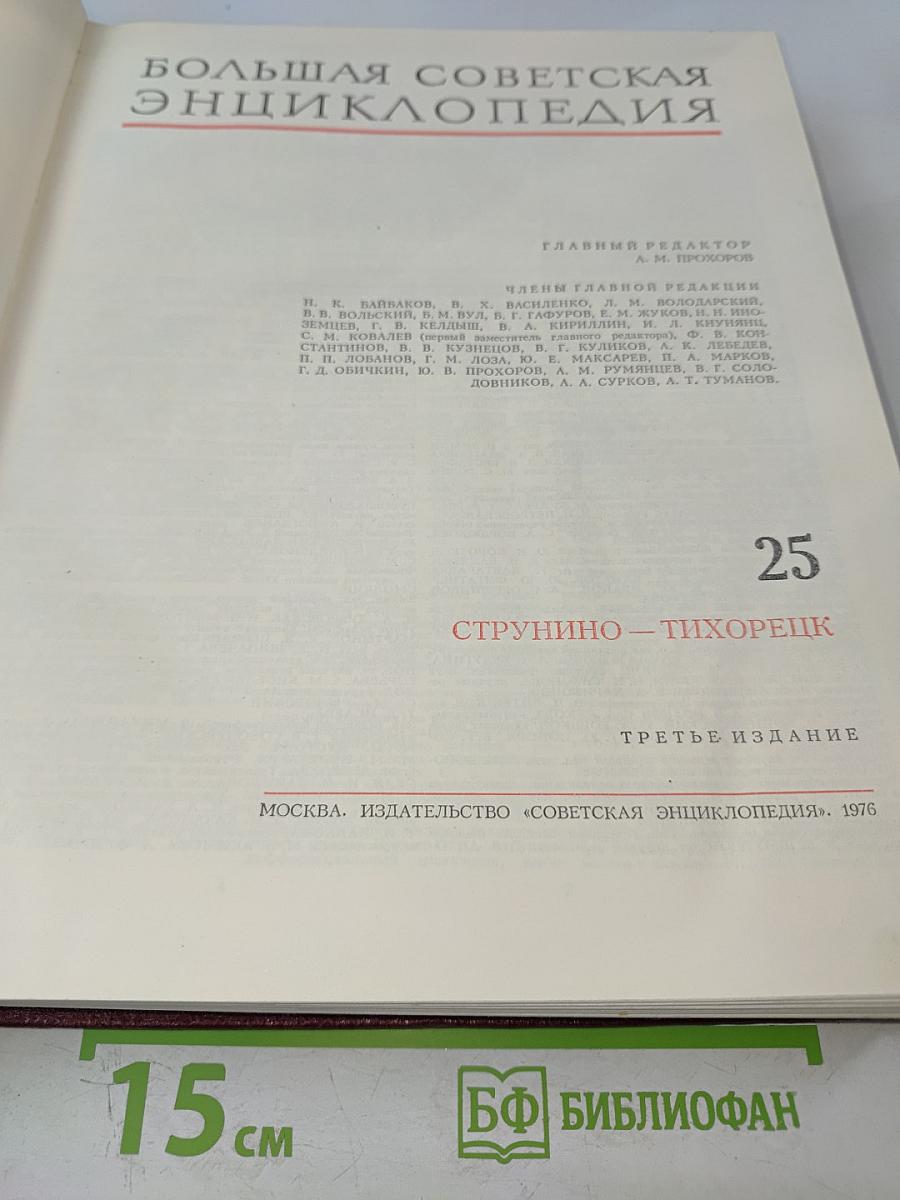 БОЛЬШАЯ СОВЕТСКАЯ
ЭНЦИКЛОПЕДИЯ
ГЛАВНЫЙ РЕДАКТОР
А. М. ПРОХОРОВ
ЧЛЕНЫ ГЛАВНОЙ РЕДАКЦИИ
Н. К. БАЙБАКОВ, В. Х. ВАСИЛЕНКО, Л. М. ВОЛОДАРСКИЙ,
В. В. ВОЛЬСКИЙ, Б. М. ВУЛ, Б. Г. ГАФУРОВ, Е. М. ЖУКОВ, Н. Н. ИНО-
ЗЕМЦЕВ, Г. В. КЕЛДЫШ, В. А. КИРИЛЛИН, И. Л. КНУНЯНЦ,
С. М. КОВАЛЕВ (первый заместитель главного редактора), Ф. В. КОН-
СТАНТИНОВ, В. В. КУЗНЕЦОВ, В. Г. КУЛИКОВ, А. К. ЛЕБЕДЕВ,
П. П. ЛОБАНОВ, Г. М. ЛОЗА, Ю. Е. МАКСАРЕВ, П. А. МАРКОВ,
Г. Д. ОБИЧКИН, Ю. В. ПРОХОРОВ, А. М. РУМЯНЦЕВ, В. Г. СОЛО-
ДОВНИКОВ, А. А. СУРКОВ, А. Т. ТУМАНОВ.
25
СТРУНИНО — ТИХОРЕЦК
ТРЕТЬЕ ИЗДАНИЕ
МОСКВА. ИЗДАТЕЛЬСТВО «СОВЕТСКАЯ ЭНЦИКЛОПЕДИЯ». 1976
15 см
БФ БИБЛИОФАН